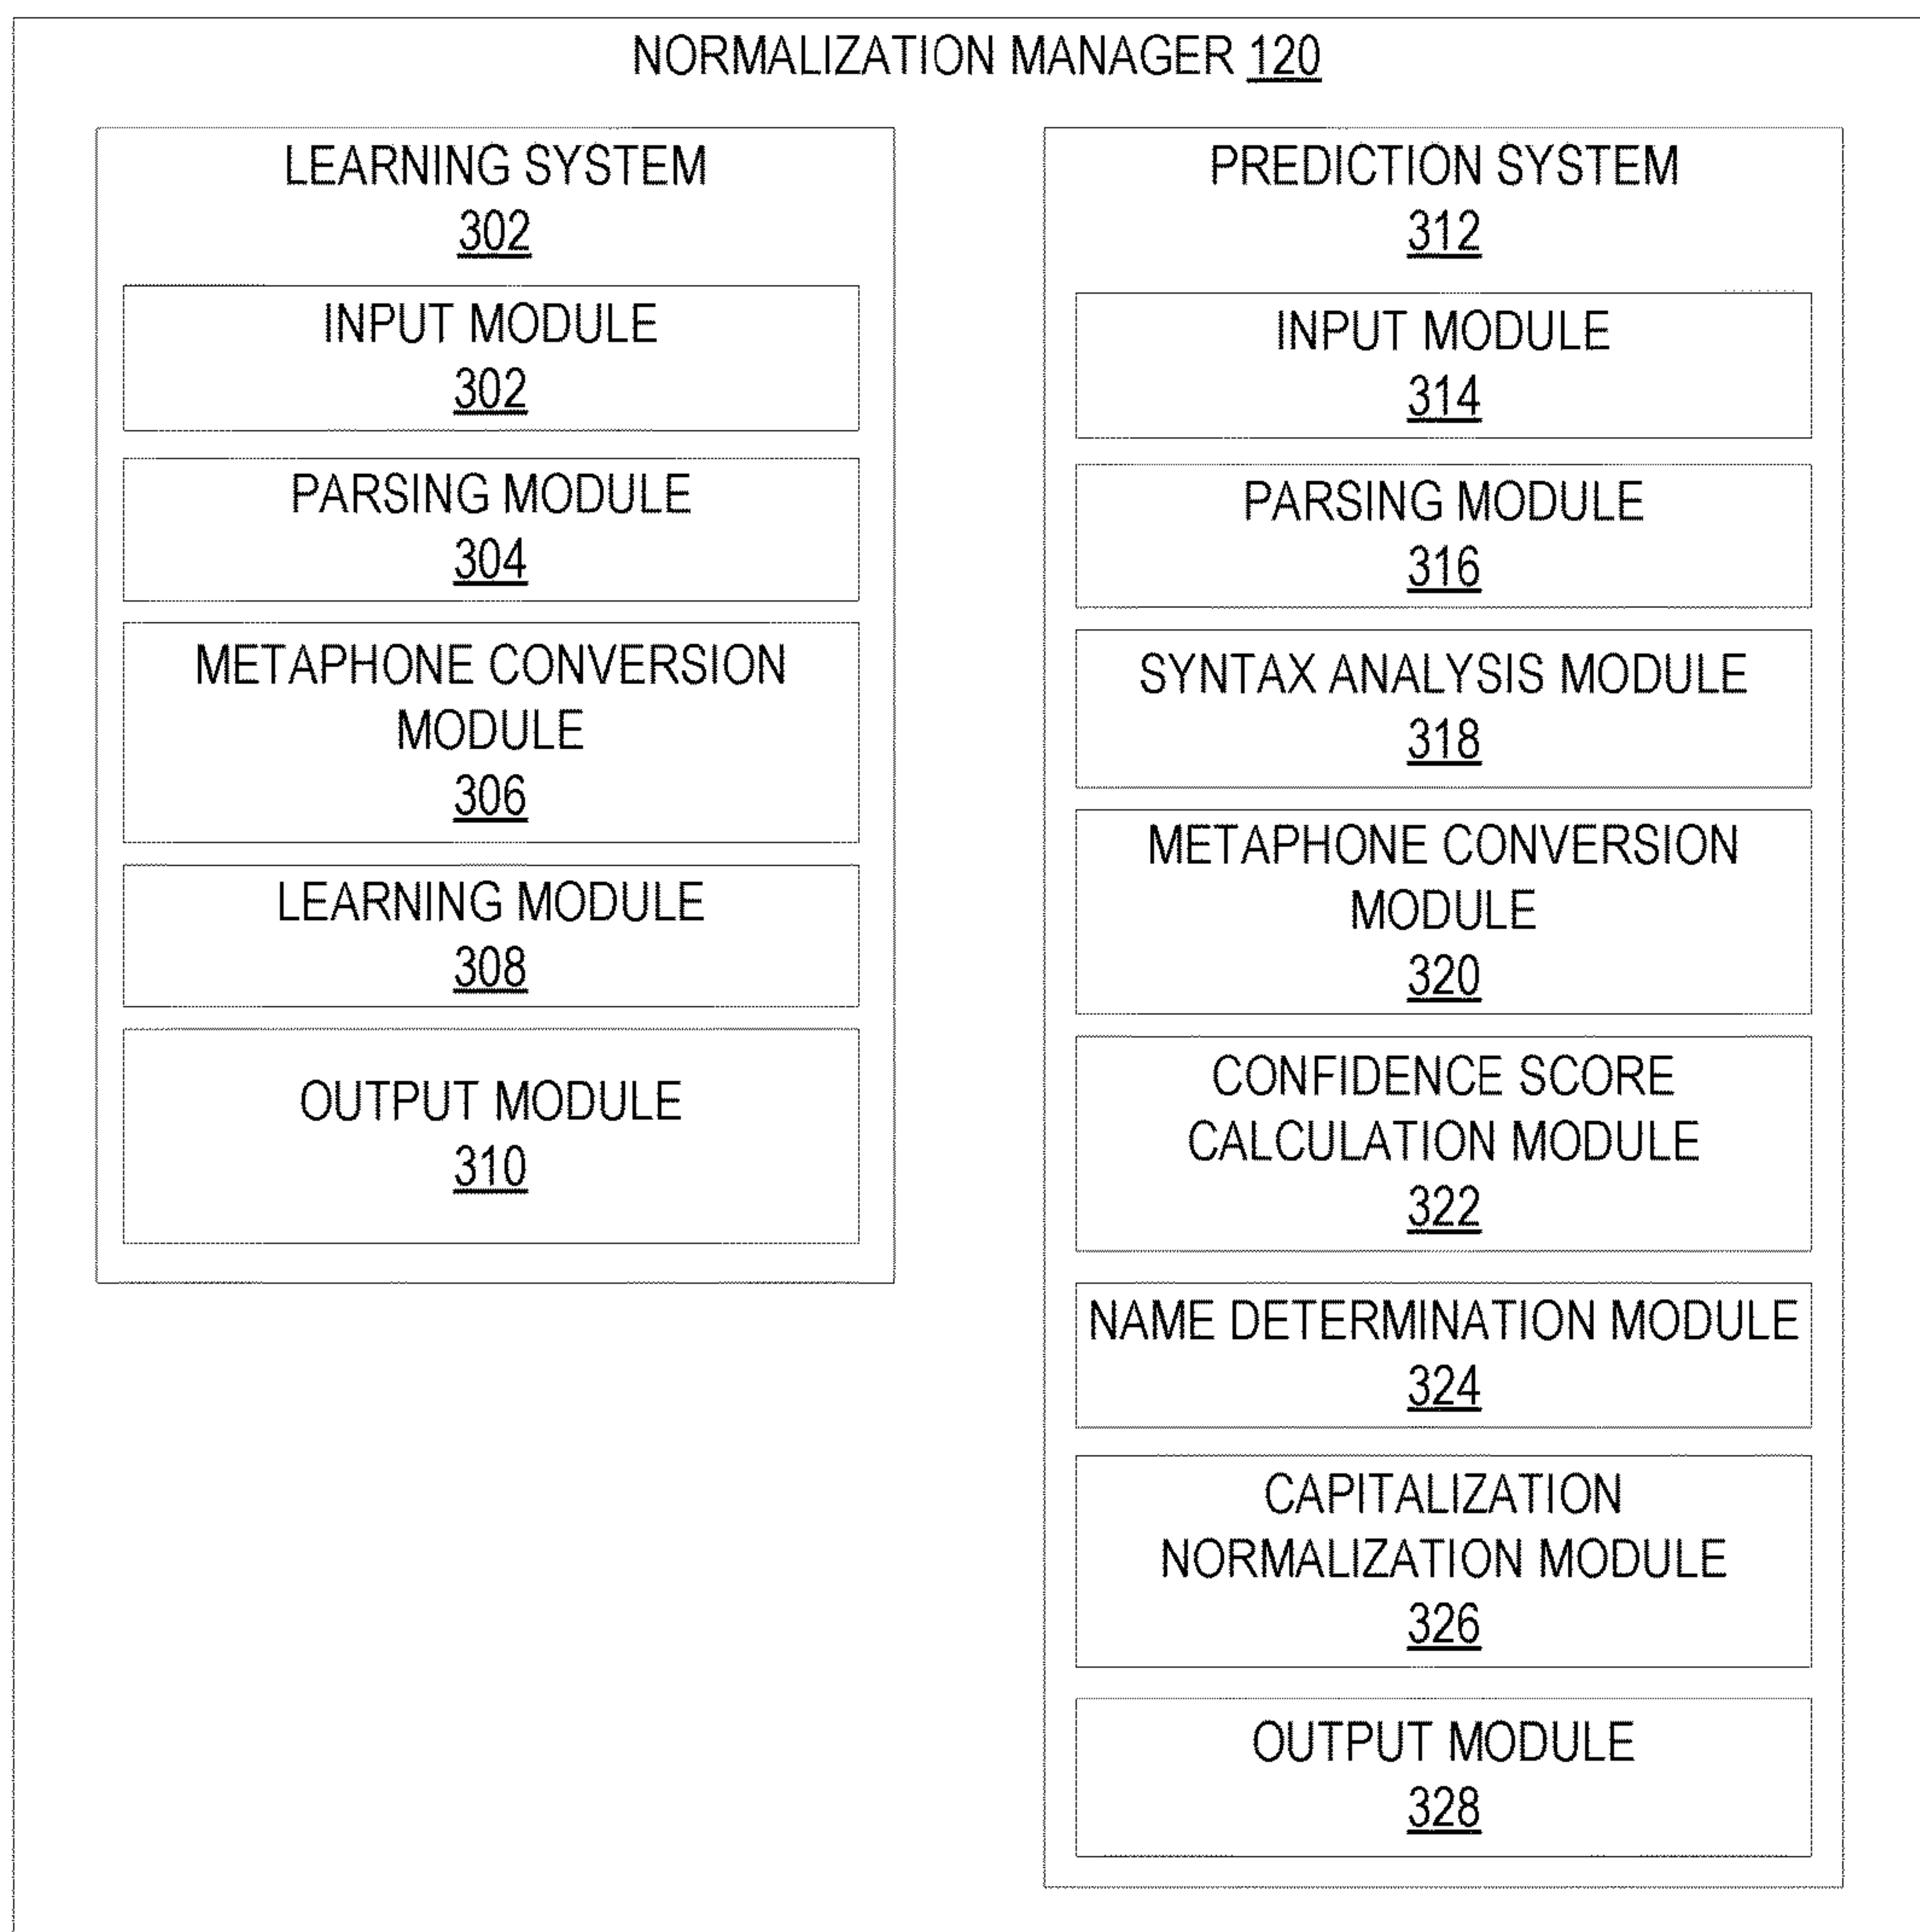 NORMALIZATION MANAGER 120
LEARNING SYSTEM
302
INPUT MODULE
302
PARSING MODULE
304
METAPHONE CONVERSION
MODULE
306
LEARNING MODULE
308
OUTPUT MODULE
310
PREDICTION SYSTEM
312
INPUT MODULE
314
PARSING MODULE
316
SYNTAX ANALYSIS MODULE
318
METAPHONE CONVERSION
MODULE
320
CONFIDENCE SCORE
CALCULATION MODULE
322
NAME DETERMINATION MODULE
324
CAPITALIZATION
NORMALIZATION MODULE
326
OUTPUT MODULE
328